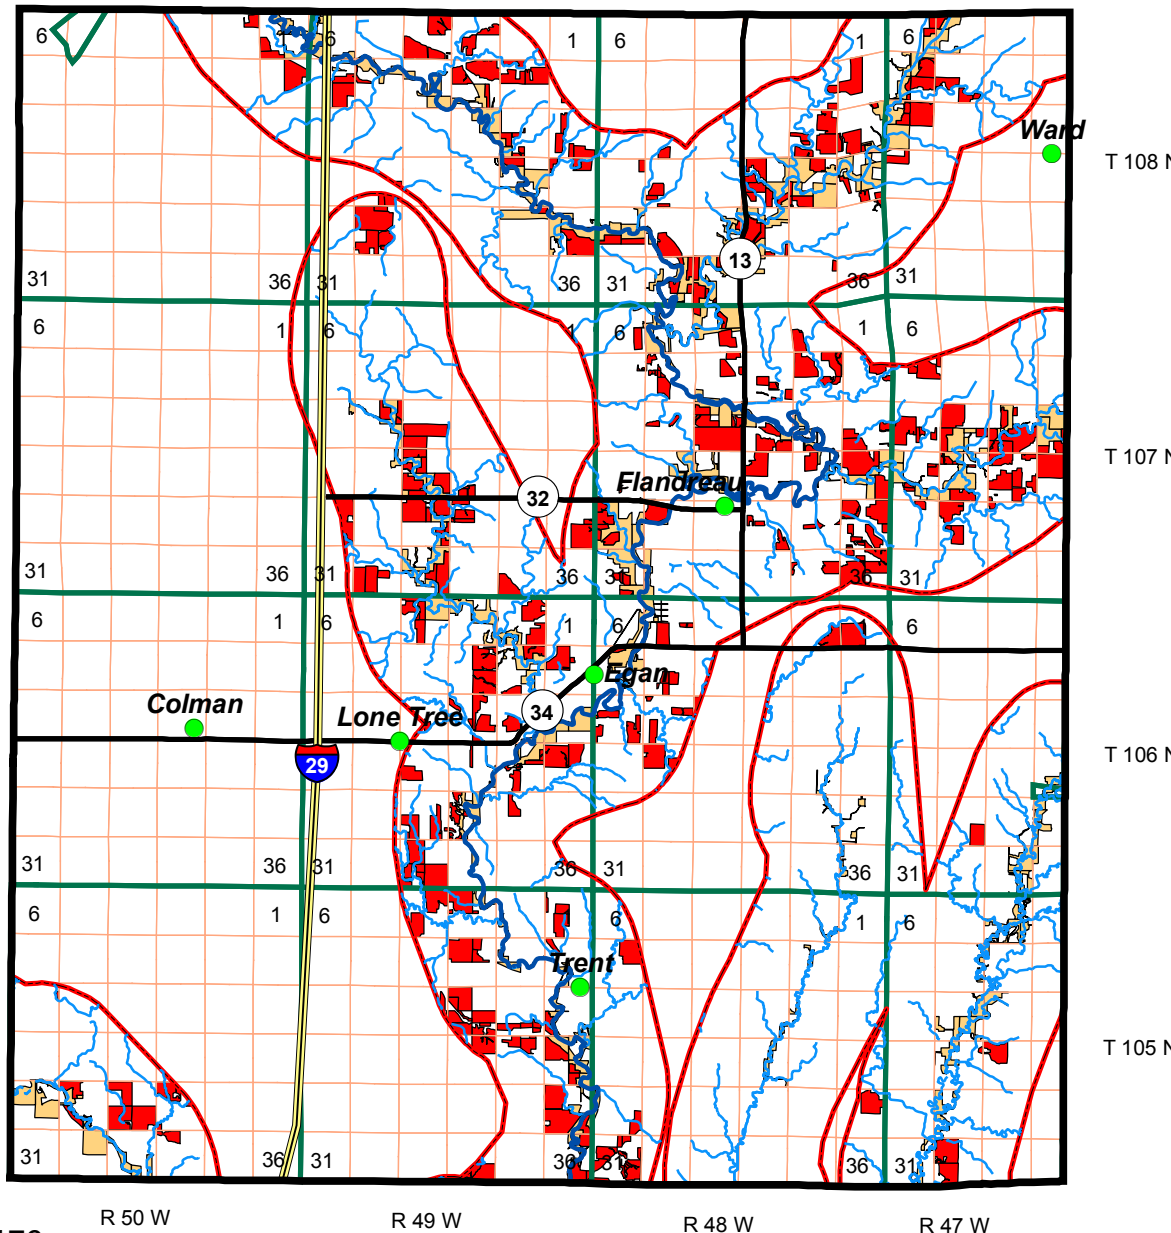 6 6 1 6 1 6
Ward
T 108 N
13
31 36 31 36 31 36 31
6 1 6 1 6 1 6
T 107 N
Flandreau
32
31 36 31 36 36 31
6 1 6 1 6 1 6
Egan
Colman
Lone Tree
34
29
T 106 N
31 36 31 36 31 36 31
6 1 6 6 1 6
Trent
T 105 N
31 36 31 36 31 36 31
R 50 W
R 49 W
R 48 W
R 47 W